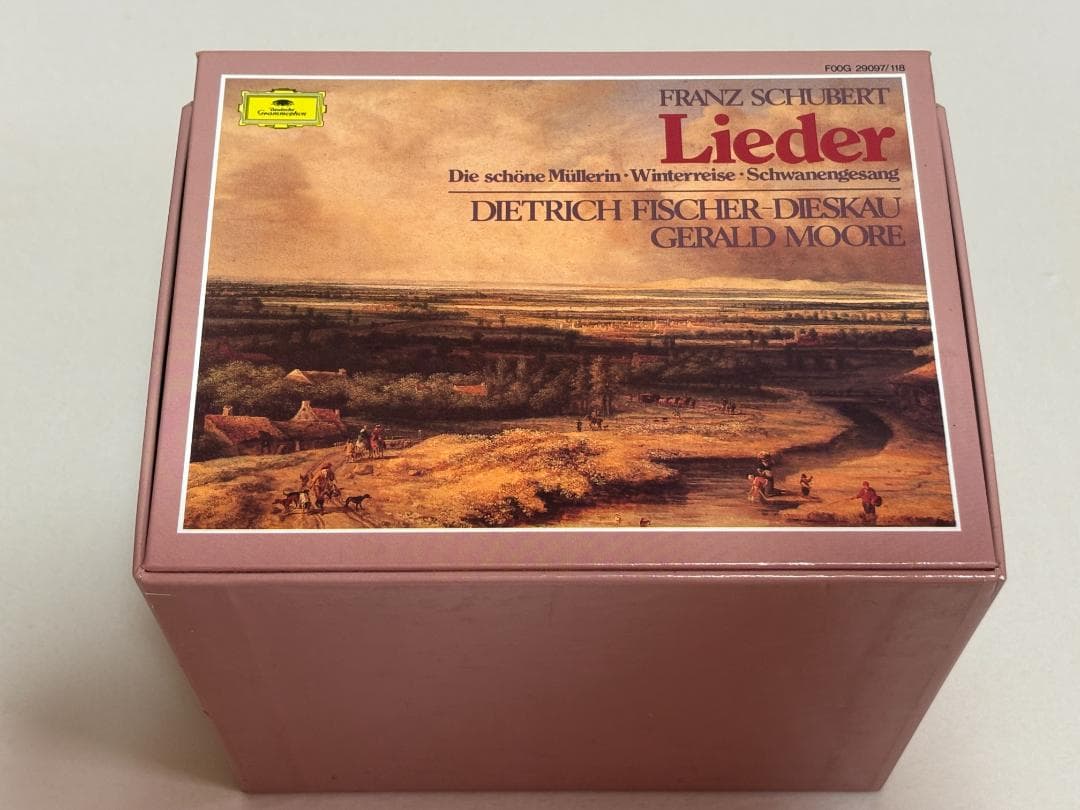 F00G 29097/118
Deutsche
Grammophon
FRANZ SCHUBERT
Lieder
Die schöne Müllerin · Winterreise · Schwanengesang
DIETRICH FISCHER-DIESKAU
GERALD MOORE